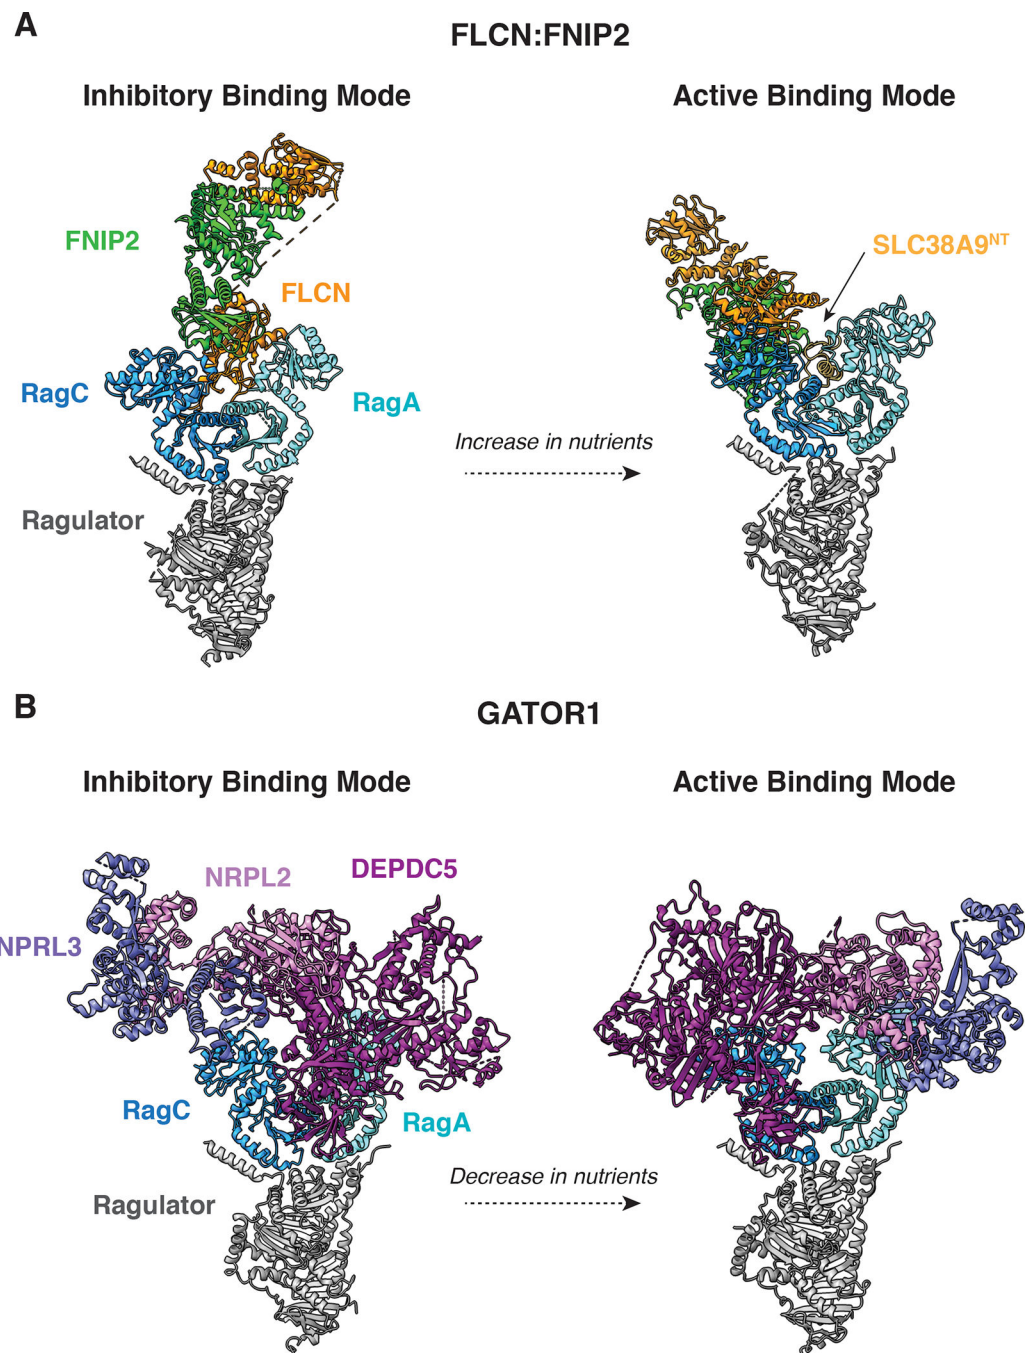 A
FLCN:FNIP2
Inhibitory Binding Mode
Active Binding Mode
FNIP2
SLC38A9NT
FLCN
RagC
RagA
Increase in nutrients
Ragulator
B
GATOR1
Inhibitory Binding Mode
Active Binding Mode
NRPL2
DEPDC5
NPRL3
RagC
RagA
Decrease in nutrients
Ragulator